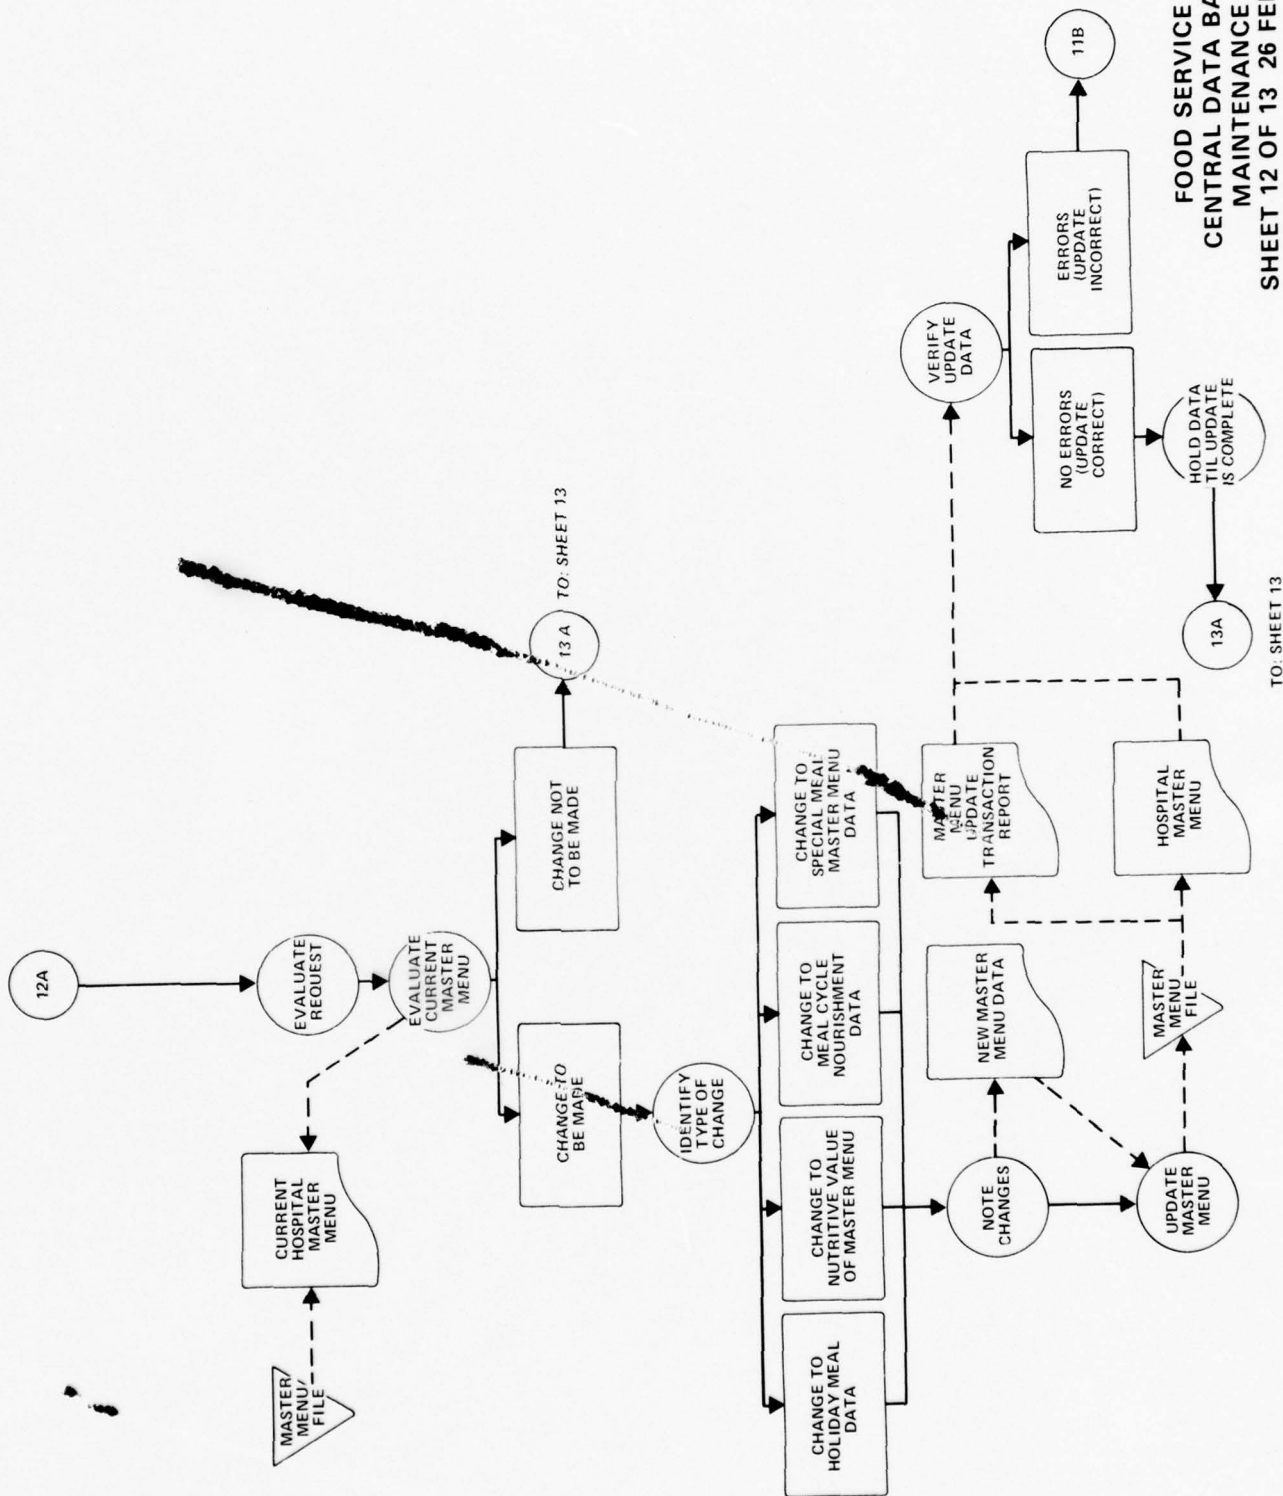 12A
EVALUATE
REQUEST
MASTER
MENU
FILE
CURRENT
HOSPITAL
MASTER
MENU
EVALUATE
CURRENT
MASTER
MENU
CHANGE TO
BE MADE
CHANGE NOT
TO BE MADE
13 A
TO: SHEET 13
IDENTIFY
TYPE OF
CHANGE
CHANGE TO
HOLIDAY MEAL
DATA
CHANGE TO
NUTRITIVE VALUE
OF MASTER MENU
CHANGE TO
MEAL CYCLE
NOURISHMENT
DATA
CHANGE TO
SPECIAL MEAL
MASTER MENU
DATA
NOTE
CHANGES
NEW MASTER
MENU DATA
MASTER
MENU
UPDATE
TRANSACTION
REPORT
UPDATE
MASTER
MENU
MASTER
MENU
FILE
HOSPITAL
MASTER
MENU
VERIFY
UPDATE
DATA
NO ERRORS
(UPDATE
CORRECT)
ERRORS
(UPDATE
INCORRECT)
11B
HOLD DATA
TIL UPDATE
IS COMPLETE
13A
TO: SHEET 13
FOOD SERVICE
CENTRAL DATA BA
MAINTENANCE
SHEET 12 OF 13 26 FE